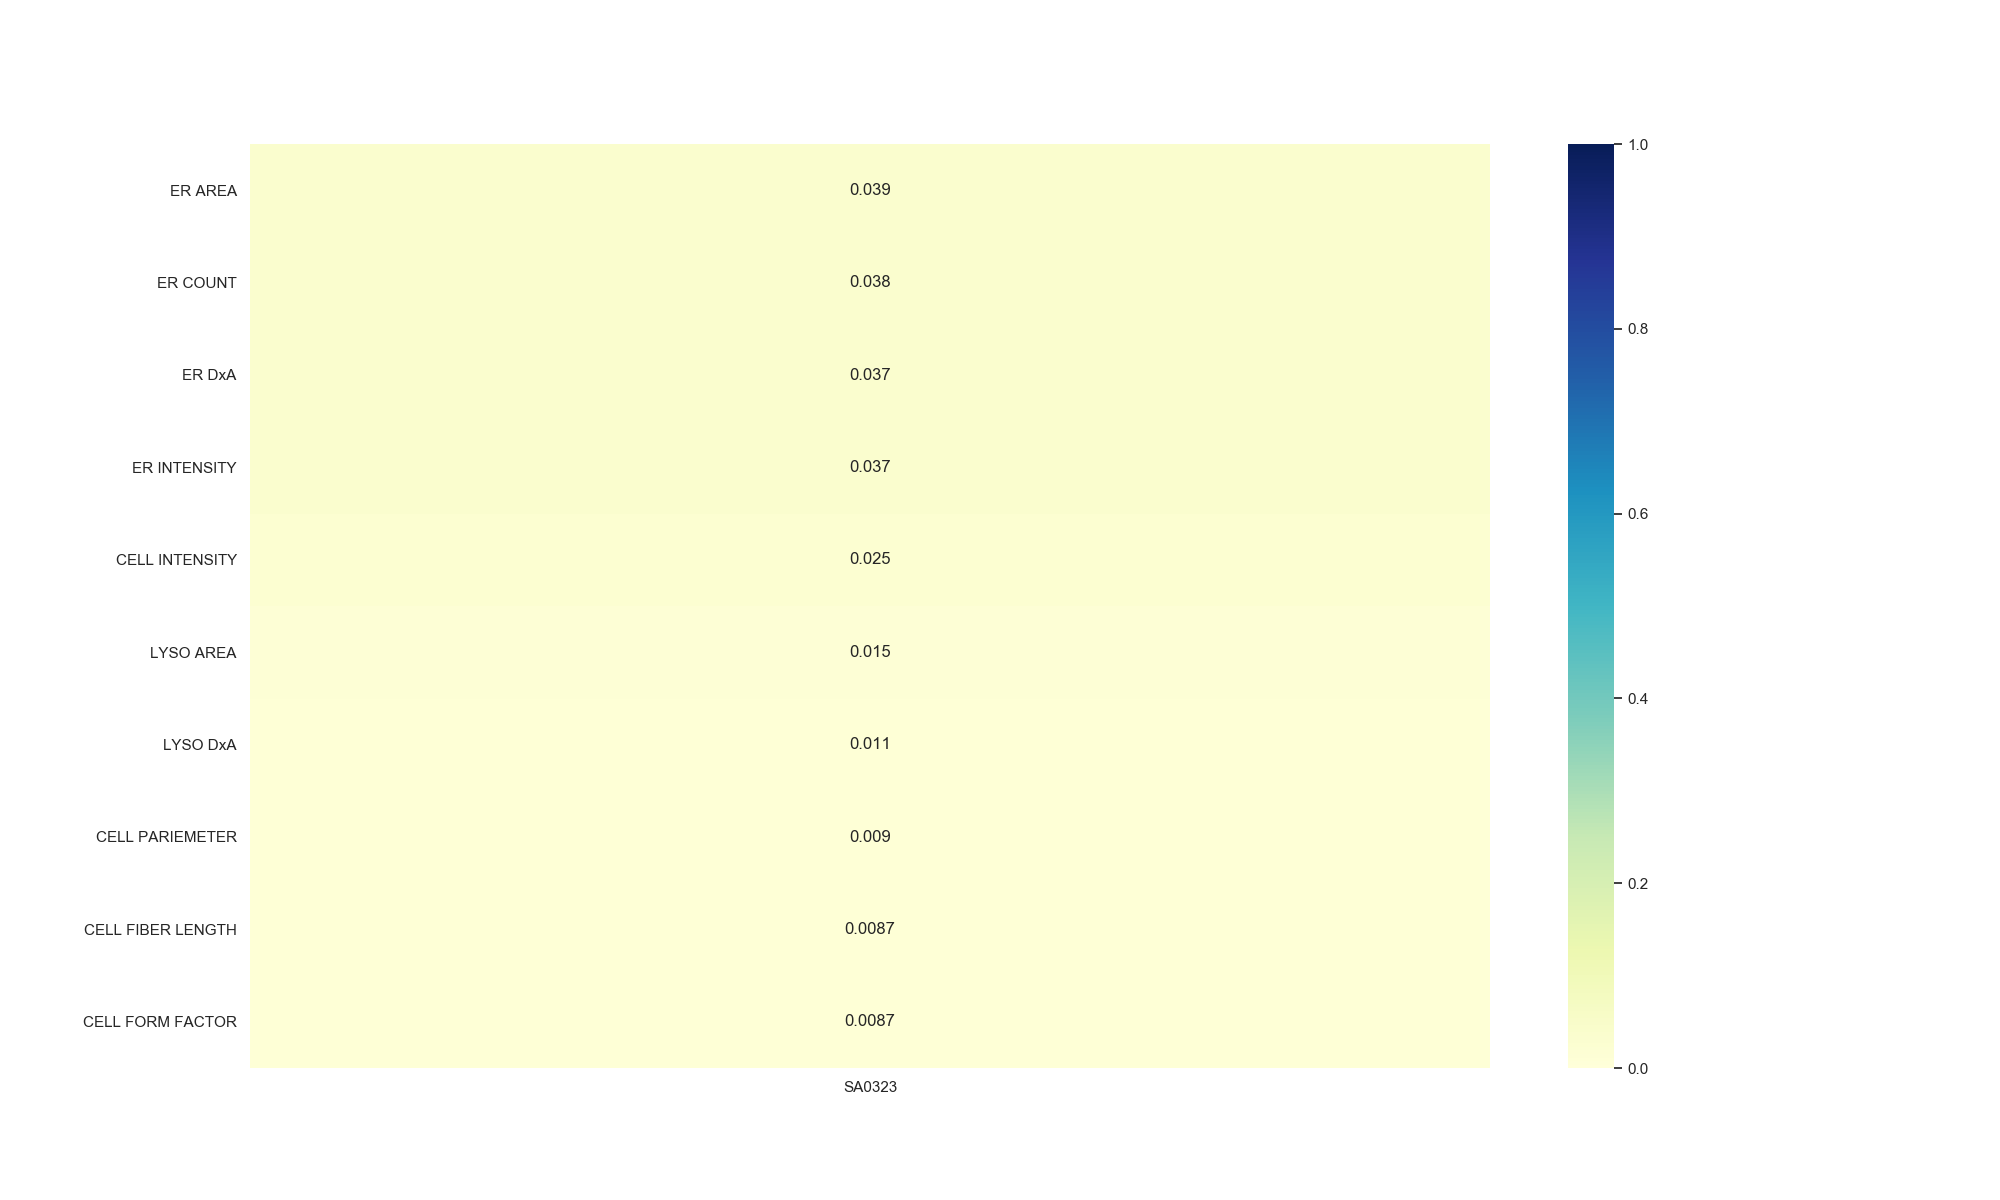 ER AREA 0.039
ER COUNT 0.038
ER DxA 0.037
ER INTENSITY 0.037
CELL INTENSITY 0.025
LYSO AREA 0.015
LYSO DxA 0.011
CELL PARIEMETER 0.009
CELL FIBER LENGTH 0.0087
CELL FORM FACTOR 0.0087
SA0323
1.0
0.8
0.6
0.4
0.2
0.0